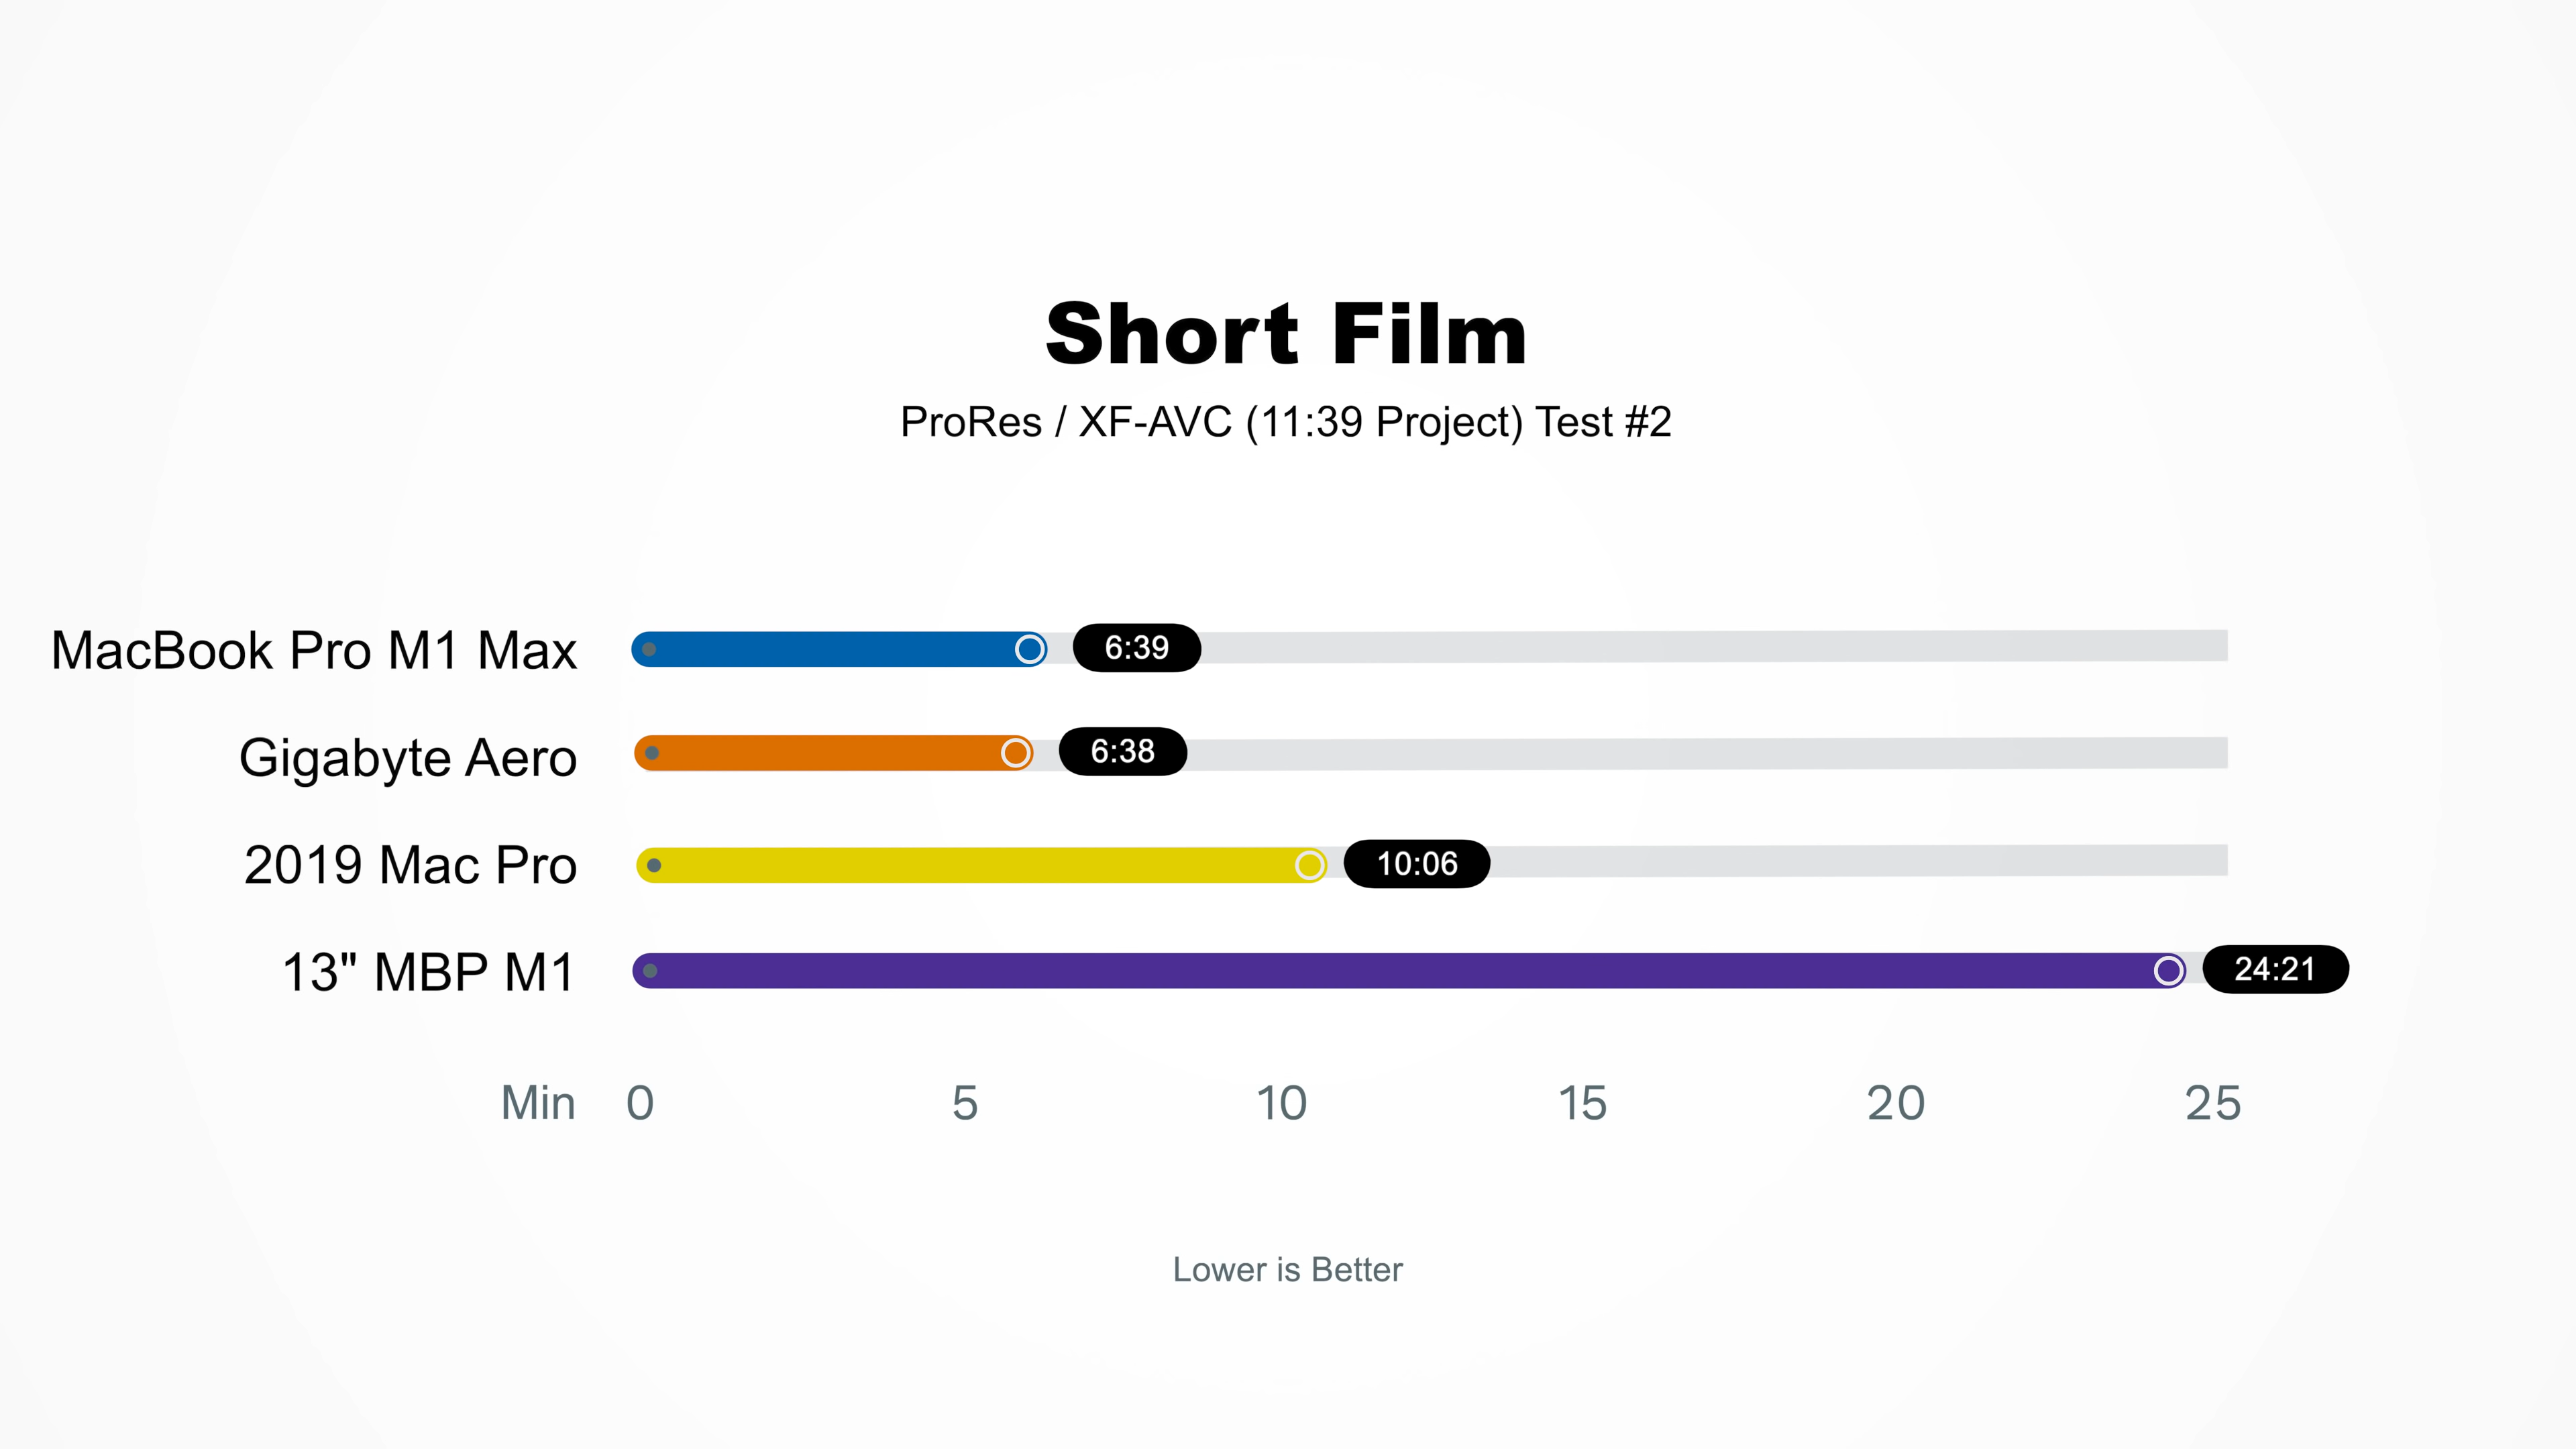 Short Film
ProRes / XF-AVC (11:39 Project) Test #2
MacBook Pro M1 Max 6:39
Gigabyte Aero 6:38
2019 Mac Pro 10:06
13" MBP M1 24:21
Min 0 5 10 15 20 25
Lower is Better